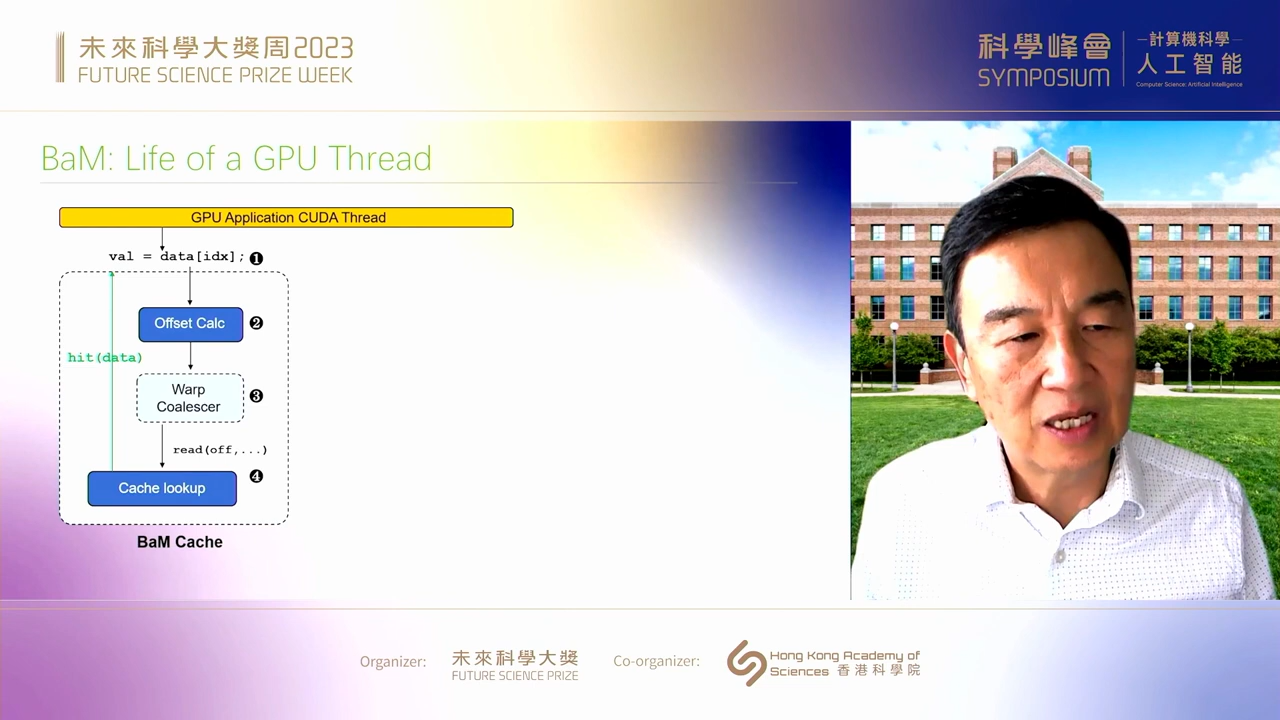 未來科學大獎周2023
FUTURE SCIENCE PRIZE WEEK
科學峰會
SYMPOSIUM
計算機科學
人工智能
Computer Science: Artificial Intelligence
BaM: Life of a GPU Thread
GPU Application CUDA Thread
val = data[idx]; ❶
Offset Calc ❷
hit(data)
Warp
Coalescer ❸
read(off,...)
Cache lookup ❹
BaM Cache
Organizer:
未來科學大獎
FUTURE SCIENCE PRIZE
Co-organizer:
Hong Kong Academy of
Sciences 香港科學院